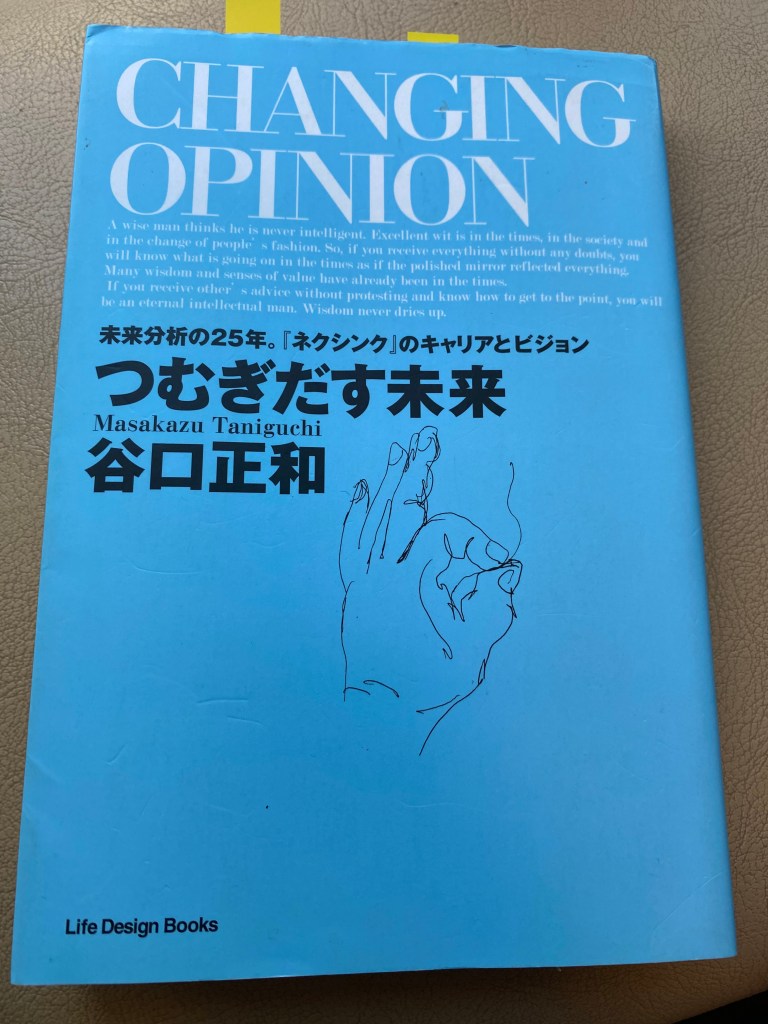 CHANGING
OPINION
A wise man thinks he is never intelligent. Excellent wit is in the times, in the society and
in the change of people's fashion. So, if you receive everything without any doubts, you
will know what is going on in the times as if the polished mirror reflected everything.
Many wisdom and senses of value have already been in the times.
If you receive other's advice without protesting and know how to get to the point, you will
be an eternal intellectual man. Wisdom never dries up.
未来分析の25年。『ネクシンク』のキャリアとビジョン
つむぎだす未来
Masakazu Taniguchi
谷口正和
Life Design Books